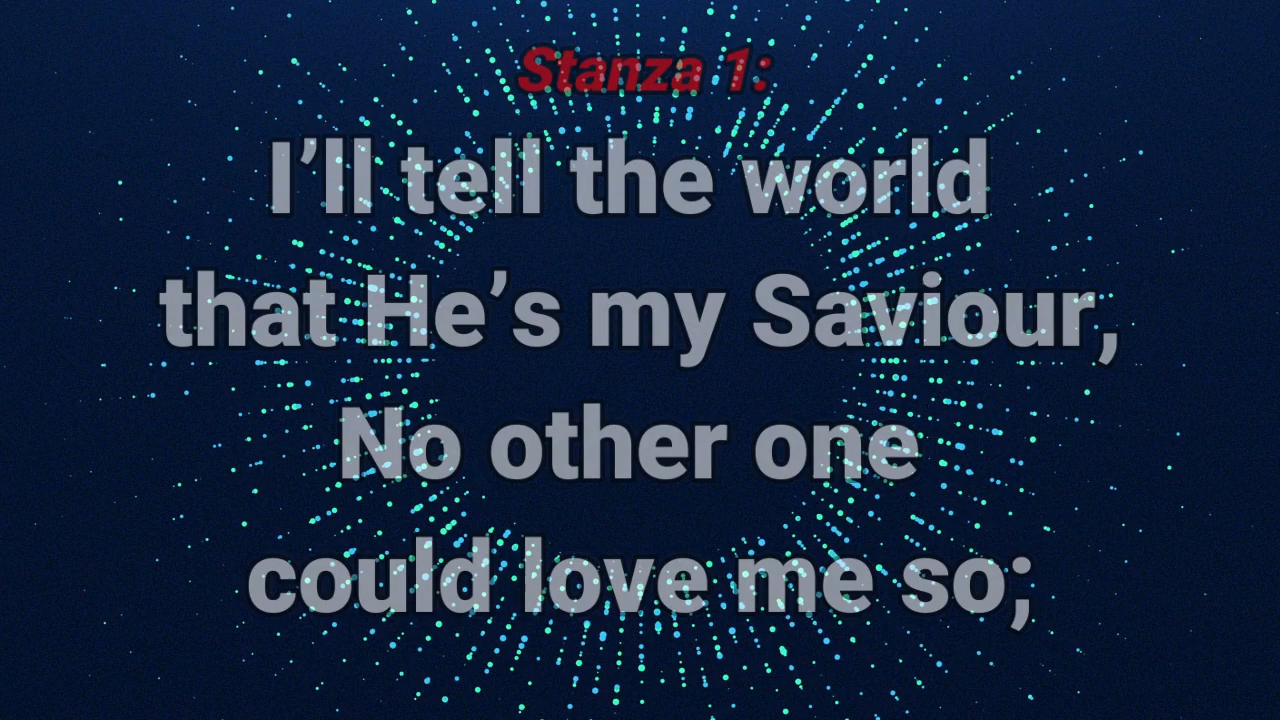 Stanza 1:
I’ll tell the world
that He’s my Saviour,
No other one
could love me so;